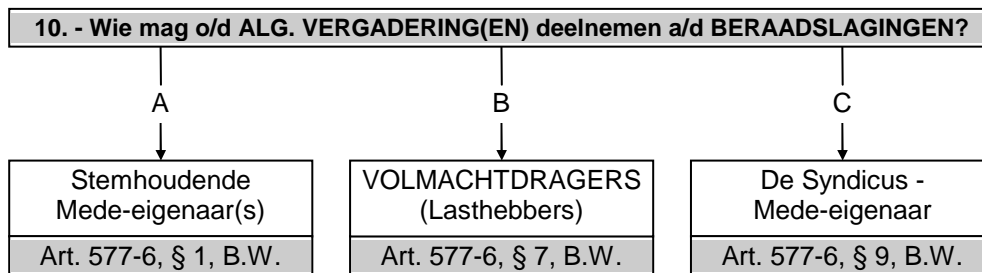 10. - Wie mag o/d ALG. VERGADERING(EN) deelnemen a/d BERAADSLAGINGEN?
A
B
C
Stemhoudende
Mede-eigenaar(s)
Art. 577-6, § 1, B.W.
VOLMACHTDRAGERS
(Lasthebbers)
Art. 577-6, § 7, B.W.
De Syndicus -
Mede-eigenaar
Art. 577-6, § 9, B.W.